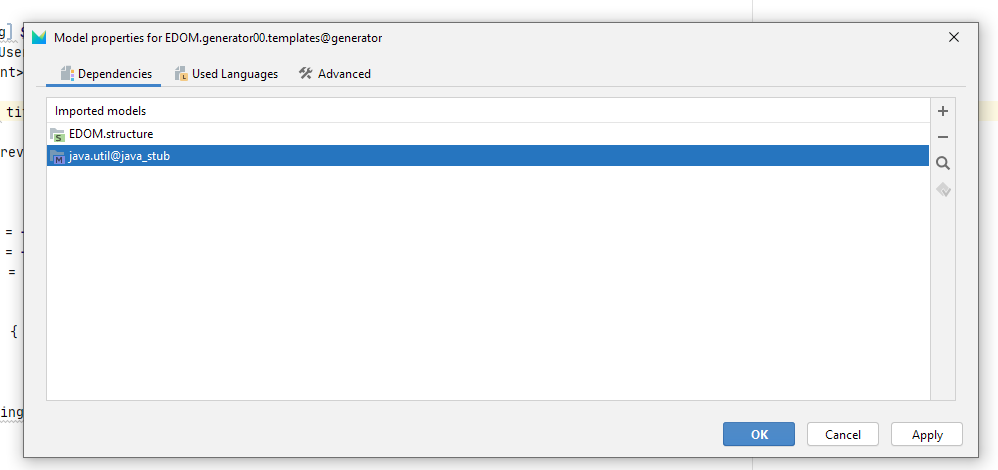 g] S
Model properties for EDOM.generator00.templates@generator
Use
nt>
Dependencies
Used Languages
Advanced
Imported models
ti
EDOM.structure
rev
java.util@java_stub
= -
= -
=
{
ing
OK
Cancel
Apply